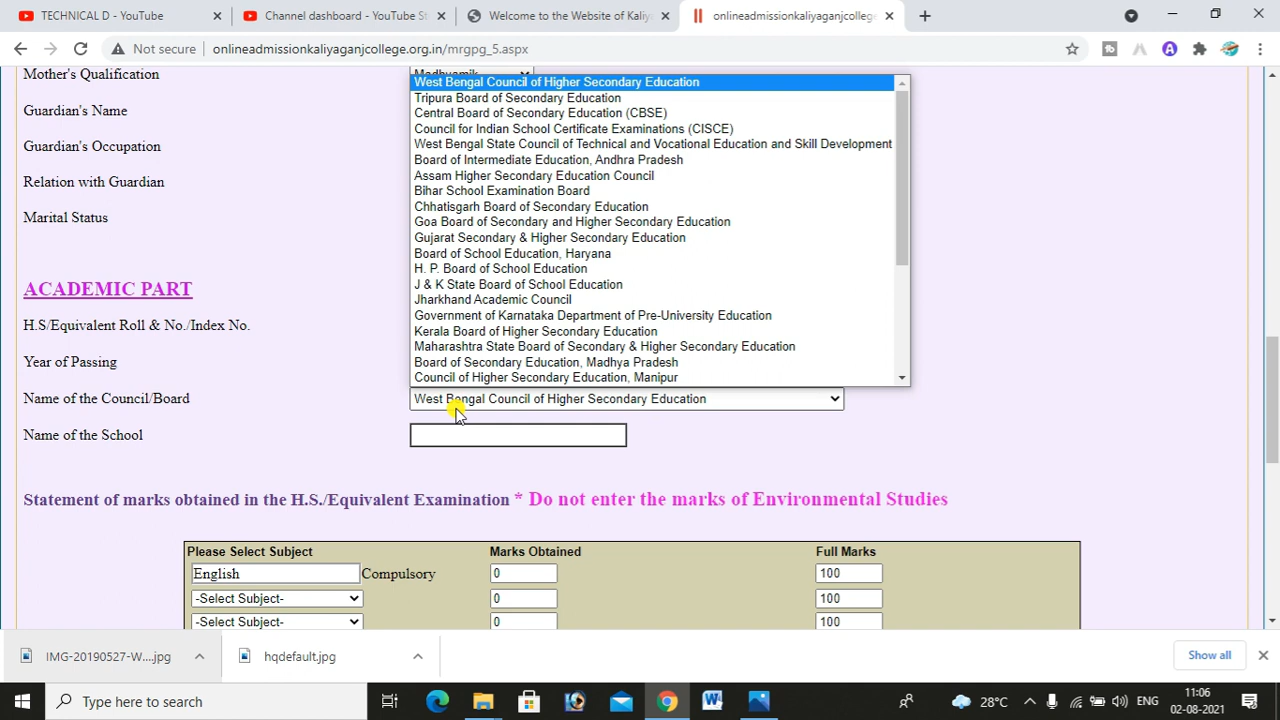 TECHNICAL D - YouTube
Channel dashboard - YouTube S
Welcome to the Website of Kaliy
onlineadmissionkaliyaganjcollege
Not secure
onlineadmissionkaliyaganjcollege.org.in/mrgpg_5.aspx
Mother's Qualification
Madhyamik
Guardian's Name
Guardian's Occupation
Relation with Guardian
Marital Status
West Bengal Council of Higher Secondary Education
Tripura Board of Secondary Education
Central Board of Secondary Education (CBSE)
Council for Indian School Certificate Examinations (CISCE)
West Bengal State Council of Technical and Vocational Education and Skill Development
Board of Intermediate Education, Andhra Pradesh
Assam Higher Secondary Education Council
Bihar School Examination Board
Chhatisgarh Board of Secondary Education
Goa Board of Secondary and Higher Secondary Education
Gujarat Secondary & Higher Secondary Education
Board of School Education, Haryana
H. P. Board of School Education
J & K State Board of School Education
Jharkhand Academic Council
Government of Karnataka Department of Pre-University Education
Kerala Board of Higher Secondary Education
Maharashtra State Board of Secondary & Higher Secondary Education
Board of Secondary Education, Madhya Pradesh
Council of Higher Secondary Education, Manipur
ACADEMIC PART
H.S/Equivalent Roll & No./Index No.
Year of Passing
Name of the Council/Board
West Bengal Council of Higher Secondary Education
Name of the School
Statement of marks obtained in the H.S./Equivalent Examination * Do not enter the marks of Environmental Studies
Please Select Subject Marks Obtained Full Marks
English Compulsory 0 100
-Select Subject- 0 100
-Select Subject- 0 100
IMG-20190527-W....jpg
hqdefault.jpg
Show all
Type here to search
28°C
ENG
11:06
02-08-2021